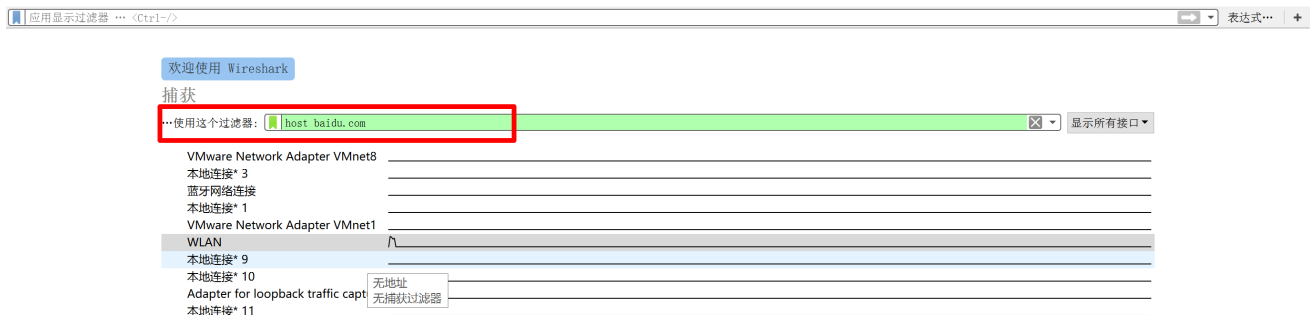 应用显示过滤器 … <Ctrl-/> 表达式… +
欢迎使用 Wireshark
捕获
…使用这个过滤器: host baidu.com 显示所有接口
VMware Network Adapter VMnet8
本地连接* 3
蓝牙网络连接
本地连接* 1
VMware Network Adapter VMnet1
WLAN
本地连接* 9
本地连接* 10
无地址
Adapter for loopback traffic capt
无捕获过滤器
本地连接* 11